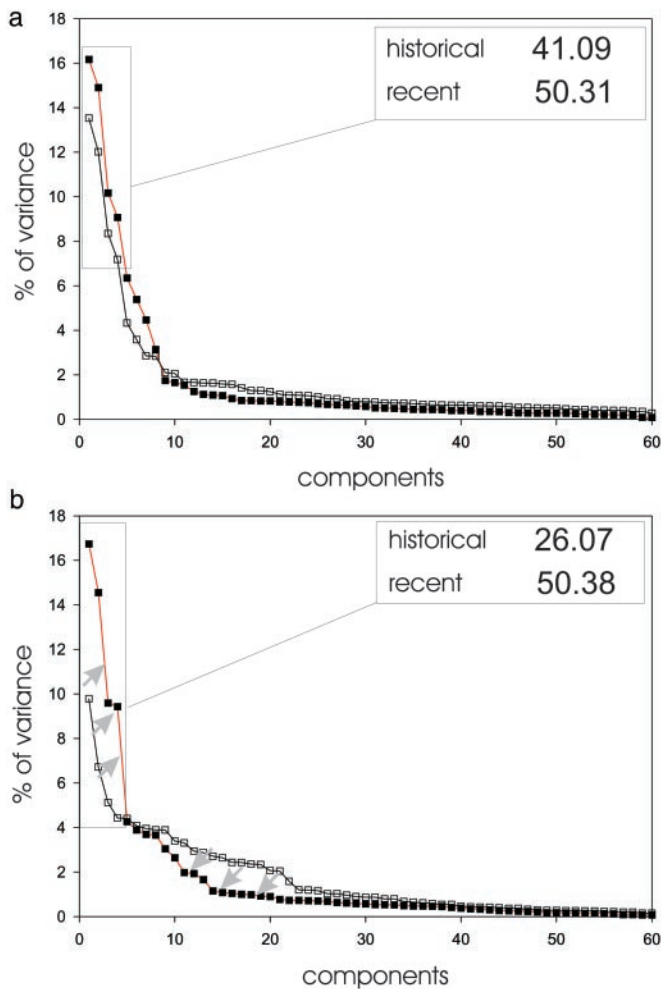 a
18
historical 41.09
16
recent 50.31
14
12
10
8
6
4
2
0
% of variance
0 10 20 30 40 50 60
components
b
18
historical 26.07
16
recent 50.38
14
12
10
8
6
4
2
0
% of variance
0 10 20 30 40 50 60
components